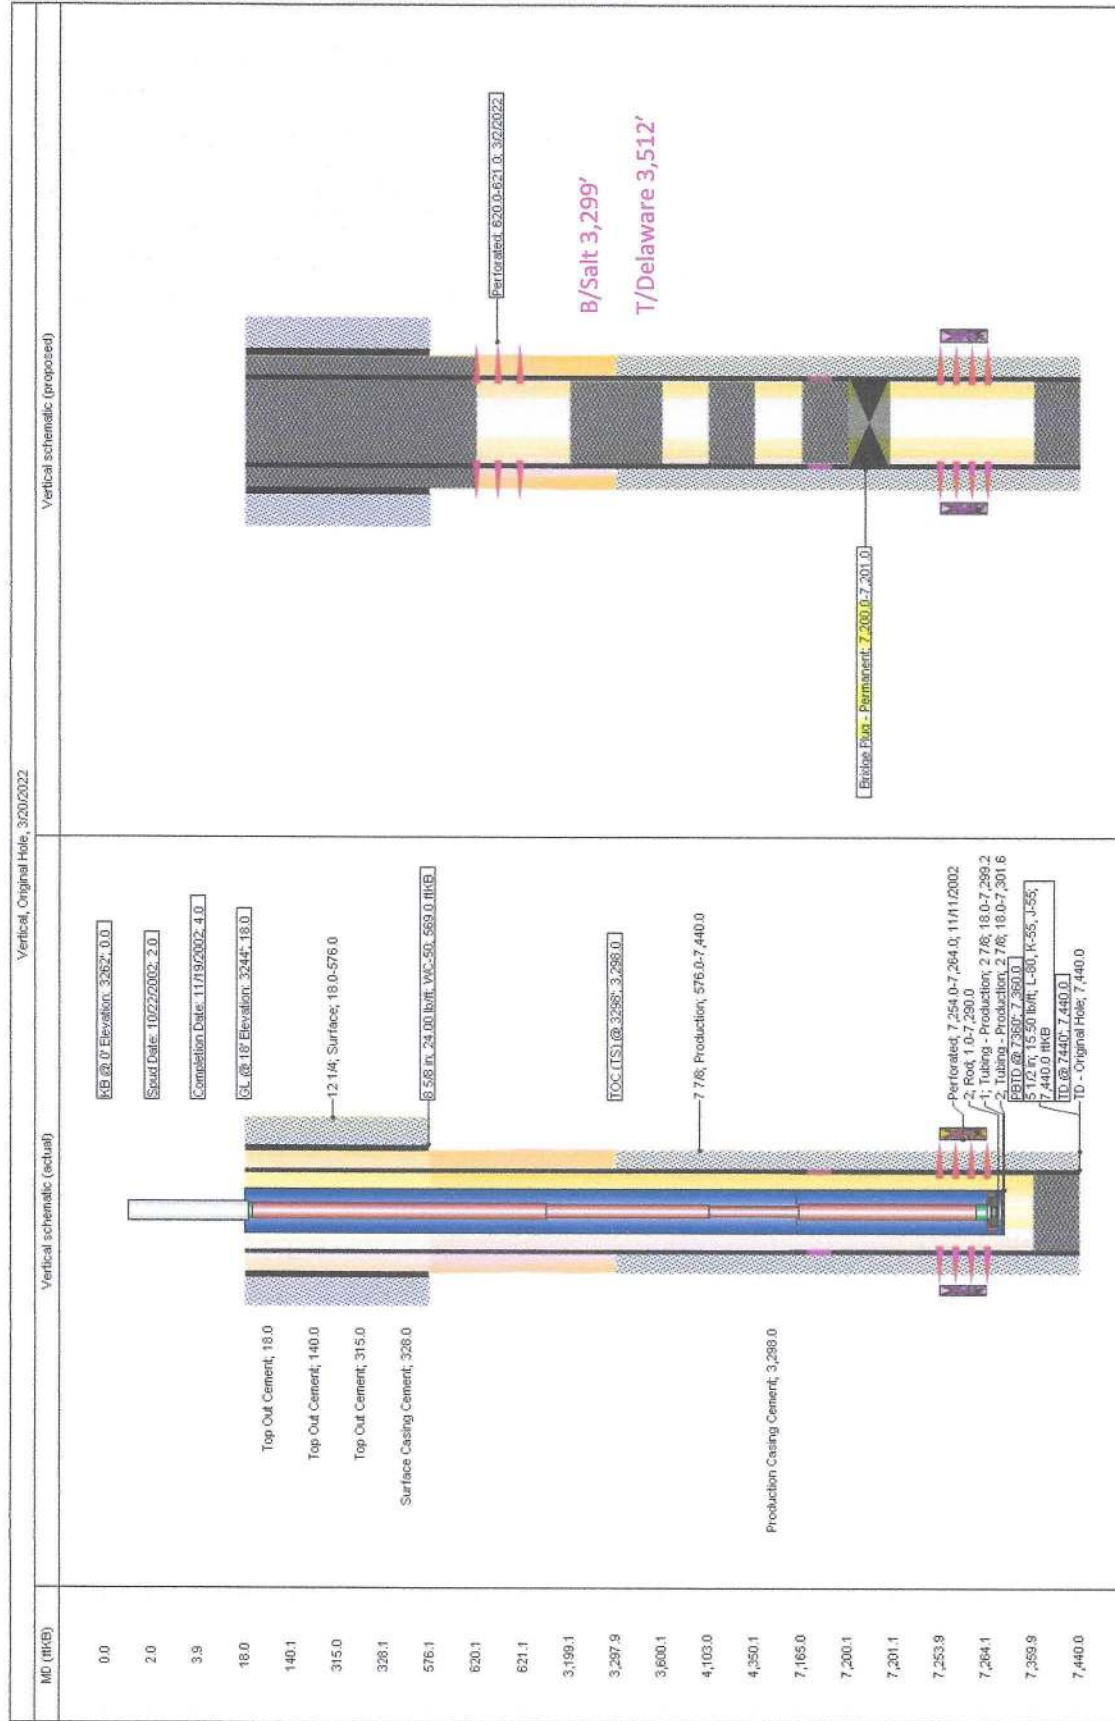 Vertical, Original Hole, 3/20/2022
MD (ftKB)
Vertical schematic (actual)
Vertical schematic (proposed)
0.0
2.0
3.9
18.0
140.1
315.0
328.1
576.1
620.1
621.1
3,199.1
3,297.9
3,600.1
4,103.0
4,350.1
7,165.0
7,200.1
7,201.1
7,253.9
7,264.1
7,359.9
7,440.0
Top Out Cement; 18.0
Top Out Cement; 140.0
Top Out Cement; 315.0
Surface Casing Cement; 328.0
Production Casing Cement; 3,298.0
KB @ 0' Elevation: 3262'; 0.0
Spud Date: 10/22/2002; 2.0
Completion Date: 11/19/2002; 4.0
GL @ 18' Elevation: 3244'; 18.0
12 1/4; Surface; 18.0-576.0
8 5/8 in; 24.00 lb/ft; WC-50; 569.0 ftKB
TOC (TS) @ 3298'; 3,298.0
7 7/8; Production; 576.0-7,440.0
Perforated; 7,254.0-7,264.0; 11/11/2002
2; Rod; 1.0-7,290.0
1; Tubing - Production; 2 7/8; 18.0-7,299.2
2; Tubing - Production; 2 7/8; 18.0-7,301.6
PBTD @ 7360'; 7,360.0
5 1/2 in; 15.50 lb/ft; L-80, K-55, J-55;
7,440.0 ftKB
TD @ 7440'; 7,440.0
TD - Original Hole; 7,440.0
Perforated; 620.0-621.0; 3/2/2022
B/Salt 3,299’
T/Delaware 3,512’
Bridge Plug - Permanent; 7,200.0-7,201.0